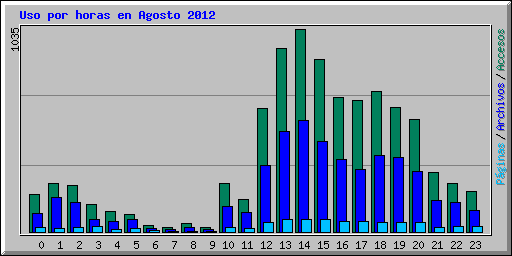 Uso por horas en Agosto 2012
1035
Páginas / Archivos / Accesos
0 1 2 3 4 5 6 7 8 9 10 11 12 13 14 15 16 17 18 19 20 21 22 23